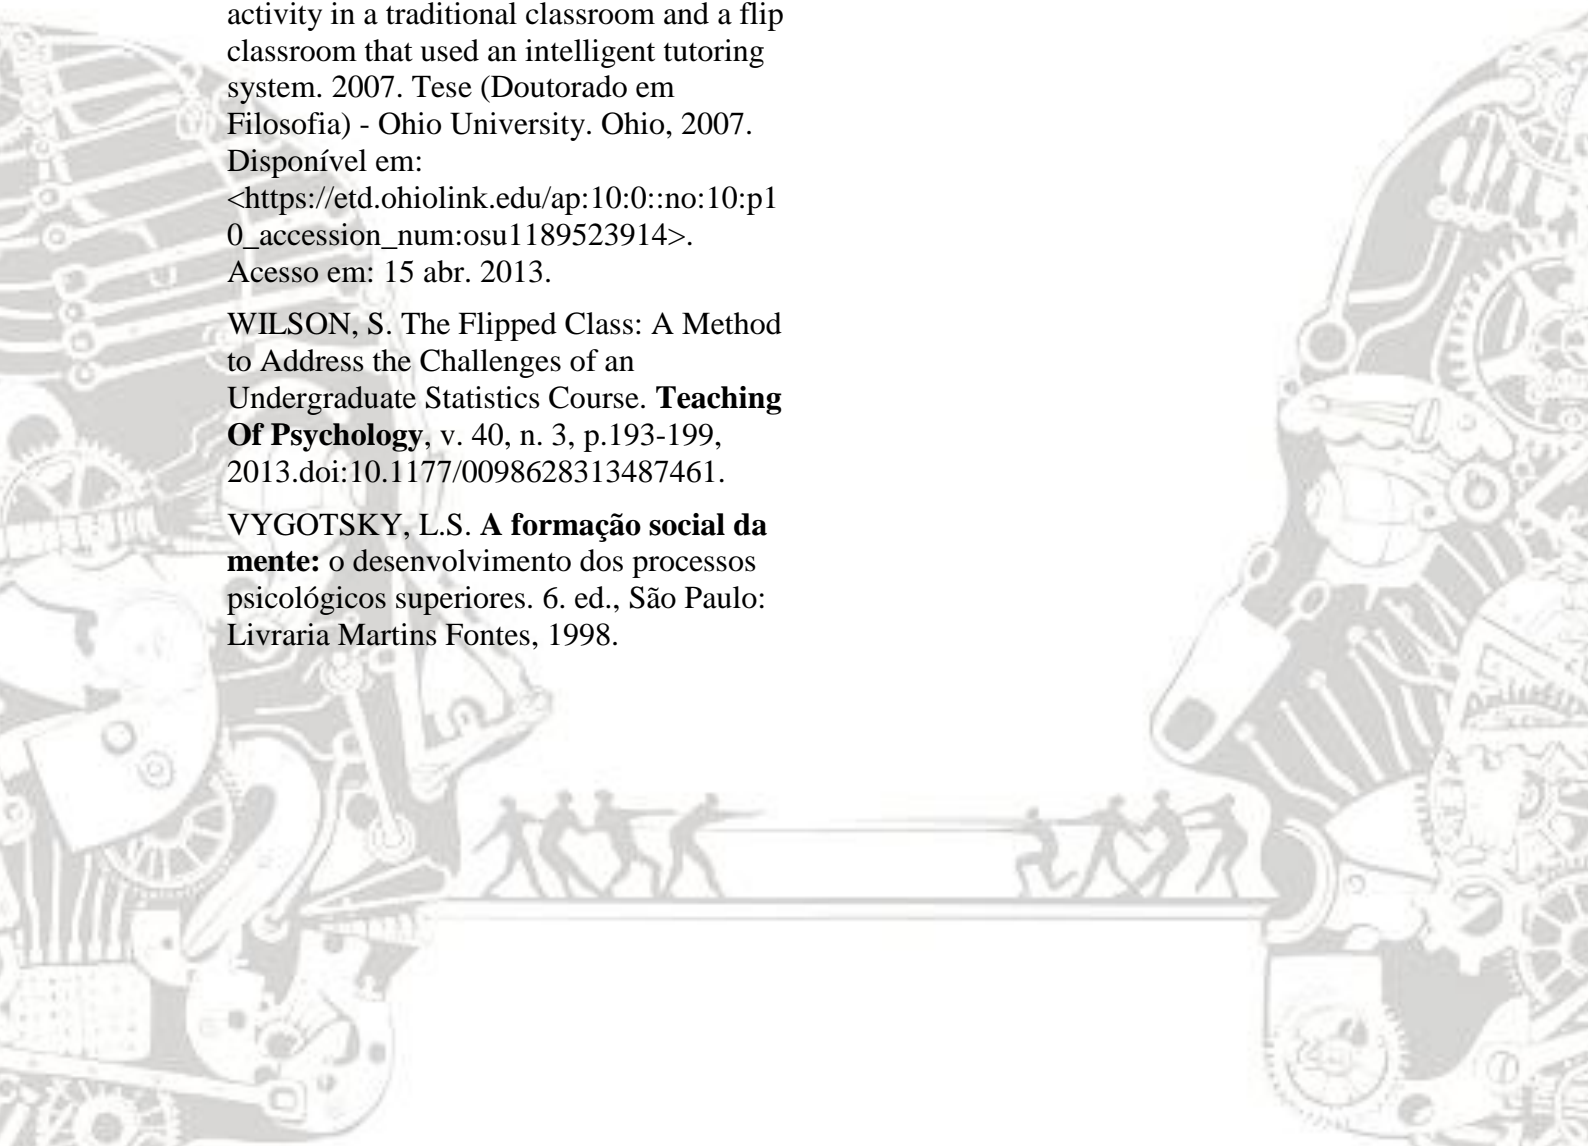 activity in a traditional classroom and a flip
classroom that used an intelligent tutoring
system. 2007. Tese (Doutorado em
Filosofia) - Ohio University. Ohio, 2007.
Disponível em:
<https://etd.ohiolink.edu/ap:10:0::no:10:p1
0_accession_num:osu1189523914>.
Acesso em: 15 abr. 2013.
WILSON, S. The Flipped Class: A Method
to Address the Challenges of an
Undergraduate Statistics Course. Teaching
Of Psychology, v. 40, n. 3, p.193-199,
2013.doi:10.1177/0098628313487461.
VYGOTSKY, L.S. A formação social da
mente: o desenvolvimento dos processos
psicológicos superiores. 6. ed., São Paulo:
Livraria Martins Fontes, 1998.